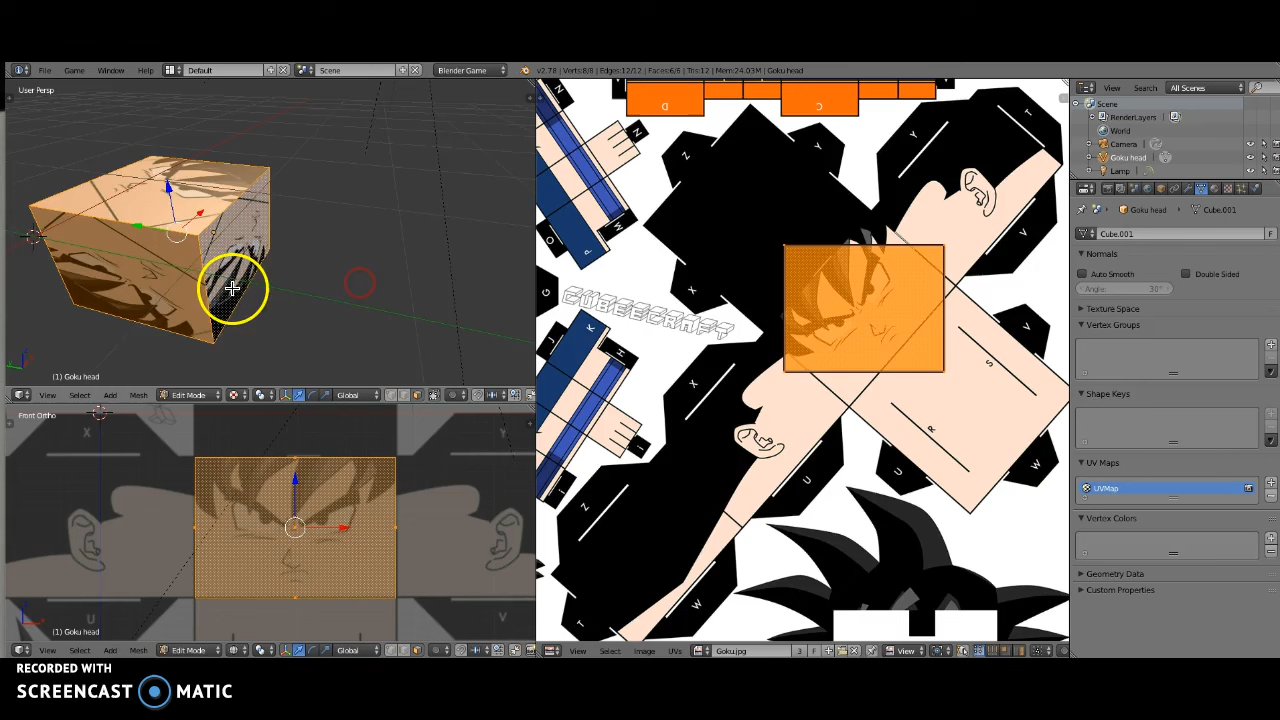 File Game Window Help Default Scene Blender Game v2.78 | Verts:8/8 | Edges:12/12 | Faces:6/6 | Tris:12 | Mem:24.03M | Goku head
User Persp
(1) Goku head
View Select Add Mesh Edit Mode Global
Front Ortho
X Y
U V
(1) Goku head
View Select Add Mesh Edit Mode Global
D C
N Z Y Y T
N
M
O P
X V
G
CUBEECRAFT
J K H
V
X S
R
Z U U W
W
T
View Select Image UVs Goku.jpg 3 F View
View Search All Scenes
Scene
RenderLayers
World
Camera
Goku head
Lamp
Goku head Cube.001
Cube.001 F
Normals
Auto Smooth Double Sided
Angle: 30°
Texture Space
Vertex Groups
Shape Keys
UV Maps
UVMap
Vertex Colors
Geometry Data
Custom Properties
RECORDED WITH
SCREENCAST MATIC